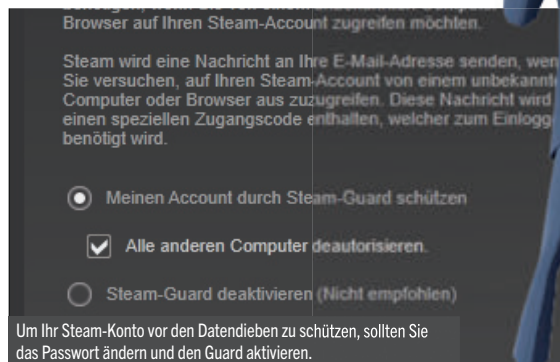 Browser auf Ihren Steam-Account zugreifen möchten.
Steam wird eine Nachricht an Ihre E-Mail-Adresse senden, wen
Sie versuchen, auf Ihren Steam-Account von einem unbekannt
Computer oder Browser aus zuzugreifen. Diese Nachricht wird
einen speziellen Zugangscode enthalten, welcher zum Einlogg
benötigt wird.
Meinen Account durch Steam-Guard schützen
Alle anderen Computer deautorisieren.
Steam-Guard deaktivieren (Nicht empfohlen)
Um Ihr Steam-Konto vor den Datendieben zu schützen, sollten Sie
das Passwort ändern und den Guard aktivieren.